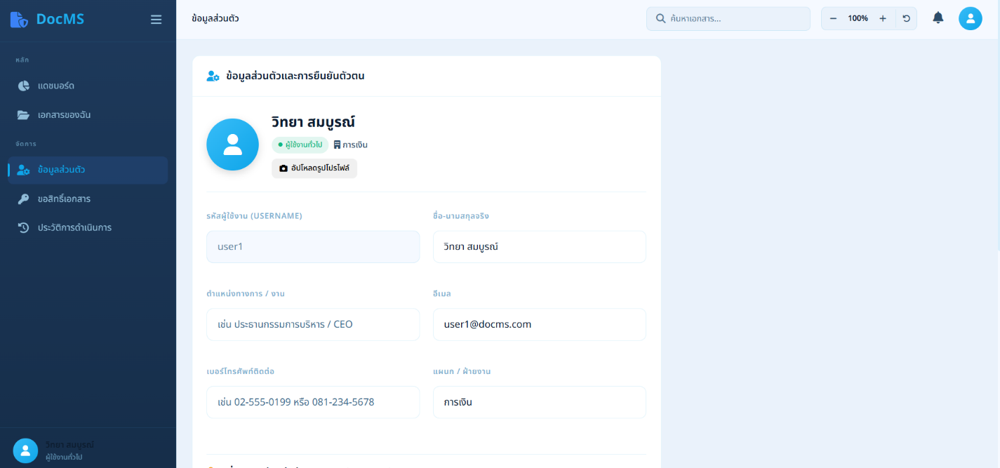 DocMS
ข้อมูลส่วนตัว
ค้นหาเอกสาร...
100%
หลัก
แดชบอร์ด
เอกสารของฉัน
จัดการ
ข้อมูลส่วนตัว
ขอสิทธิ์เอกสาร
ประวัติการดำเนินการ
วิทยา สมบูรณ์
ผู้ใช้งานทั่วไป
ข้อมูลส่วนตัวและการยืนยันตัวตน
วิทยา สมบูรณ์
ผู้ใช้งานทั่วไป การเงิน
อัปโหลดรูปโปรไฟล์
รหัสผู้ใช้งาน (USERNAME)
user1
ชื่อ-นามสกุลจริง
วิทยา สมบูรณ์
ตำแหน่งทางการ / งาน
เช่น ประธานกรรมการบริหาร / CEO
อีเมล
user1@docms.com
เบอร์โทรศัพท์ติดต่อ
เช่น 02-555-0199 หรือ 081-234-5678
แผนก / ฝ่ายงาน
การเงิน